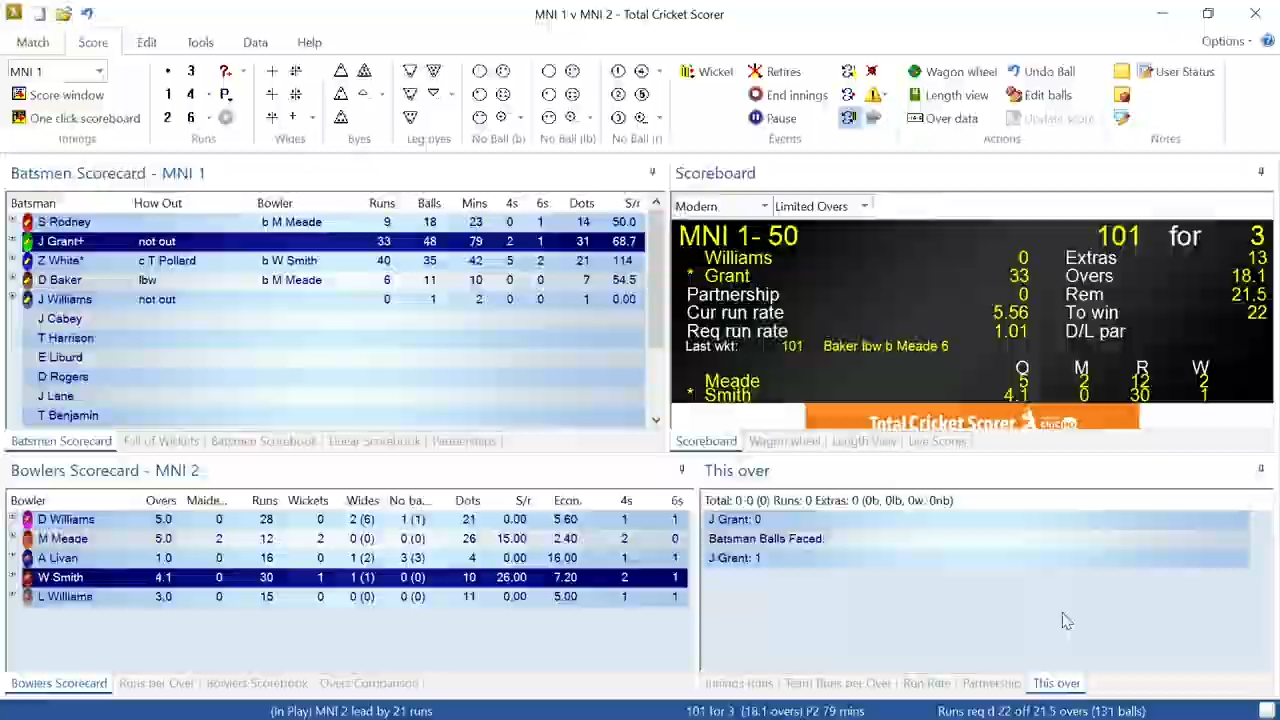 MNI 1 v MNI 2 - Total Cricket Scorer
Match Score Edit Tools Data Help Options
MNI 1
Score window
One click scoreboard
Innings
3 ?
1 4 P
2 6
Runs
Wides
Byes
Leg byes
No Ball (b)
No Ball (lb)
No Ball (r)
Wicket
Retires
End innings
Pause
Events
Wagon wheel
Length view
Over data
Undo Ball
Edit balls
Update score
Actions
User Status
Notes
Batsmen Scorecard - MNI 1
Batsman How Out Bowler Runs Balls Mins 4s 6s Dots S/r
S Rodney b M Meade 9 18 23 0 1 14 50.0
J Grant+ not out 33 48 79 2 1 31 68.7
Z White* c T Pollard b W Smith 40 35 42 5 2 21 114
D Baker lbw b M Meade 6 11 10 0 0 7 54.5
J Williams not out 0 1 2 0 0 1 0.00
J Cabey
T Harrison
E Liburd
D Rogers
J Lane
T Benjamin
Batsmen Scorecard Fall of Wickets Batsmen Scorebook Linear Scorebook Partnerships
Scoreboard
Modern Limited Overs
MNI 1- 50 101 for 3
Williams 0 Extras 13
* Grant 33 Overs 18.1
Partnership 0 Rem 21.5
Cur run rate 5.56 To win 22
Req run rate 1.01 D/L par
Last wkt: 101 Baker lbw b Meade 6
O M R W
Meade 5 2 12 2
* Smith 4.1 0 30 1
Total Cricket Scorer
Scoreboard Wagon wheel Length View Live Scores
Bowlers Scorecard - MNI 2
Bowler Overs Maide... Runs Wickets Wides No ba... Dots S/r Econ. 4s 6s
D Williams 5.0 0 28 0 2 (6) 1 (1) 21 0.00 5.60 1 1
M Meade 5.0 2 12 2 0 (0) 0 (0) 26 15.00 2.40 2 0
A Livan 1.0 0 16 0 1 (2) 3 (3) 4 0.00 16.00 1 1
W Smith 4.1 0 30 1 1 (1) 0 (0) 10 26.00 7.20 2 1
L Williams 3.0 0 15 0 0 (0) 0 (0) 11 0.00 5.00 1 1
Bowlers Scorecard Runs per Over Bowlers Scorebook Overs Comparison
This over
Total: 0-0 (0) Runs: 0 Extras: 0 (0b, 0lb, 0w, 0nb)
J Grant: 0
Batsman Balls Faced:
J Grant: 1
Innings Runs Team Runs per Over Run Rate Partnership This over
(In Play) MNI 2 lead by 21 runs 101 for 3 (18.1 overs) P2 79 mins Runs req'd 22 off 21.5 overs (131 balls)